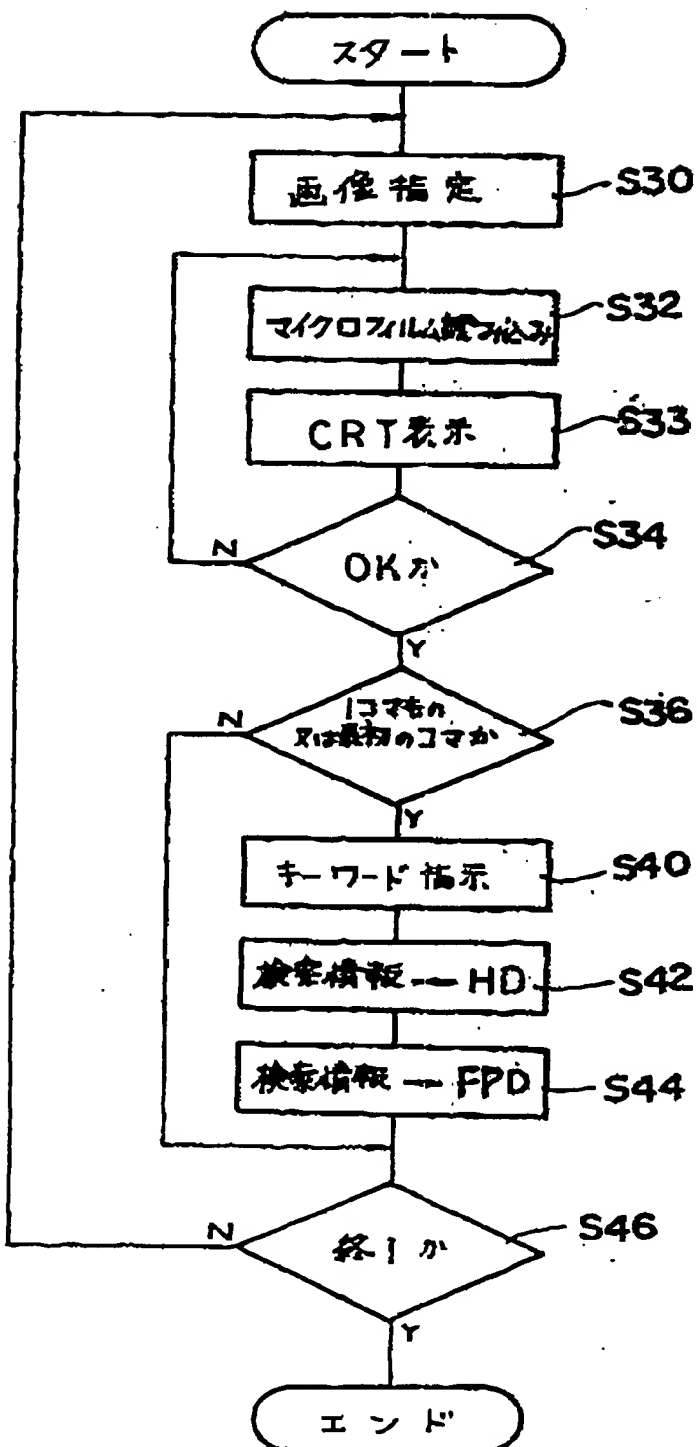 スタート
画像指定
S30
マイクロフィルム読み込み
S32
CRT表示
S33
OKか
S34
N
Y
1コマもの
又は最初のコマか
S36
N
Y
キーワード指示
S40
検索情報→HD
S42
検索情報→FPD
S44
終了か
S46
N
Y
エンド